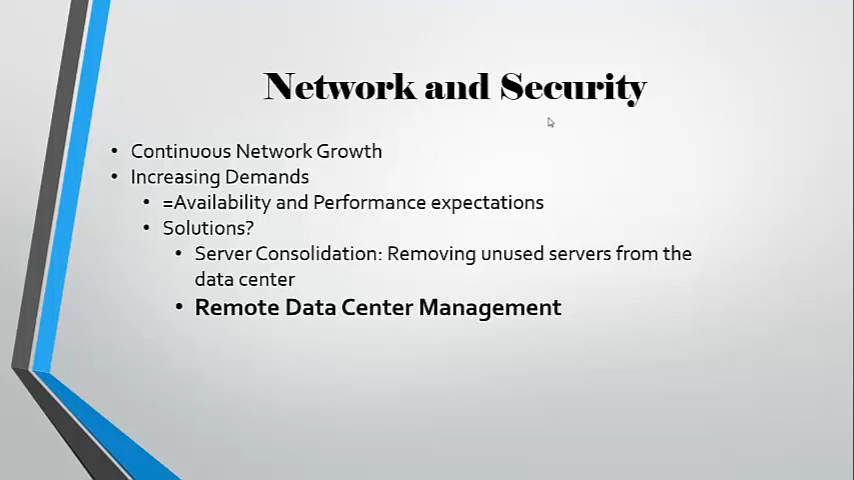 Network and Security
• Continuous Network Growth
• Increasing Demands
• =Availability and Performance expectations
• Solutions?
• Server Consolidation: Removing unused servers from the
data center
• Remote Data Center Management